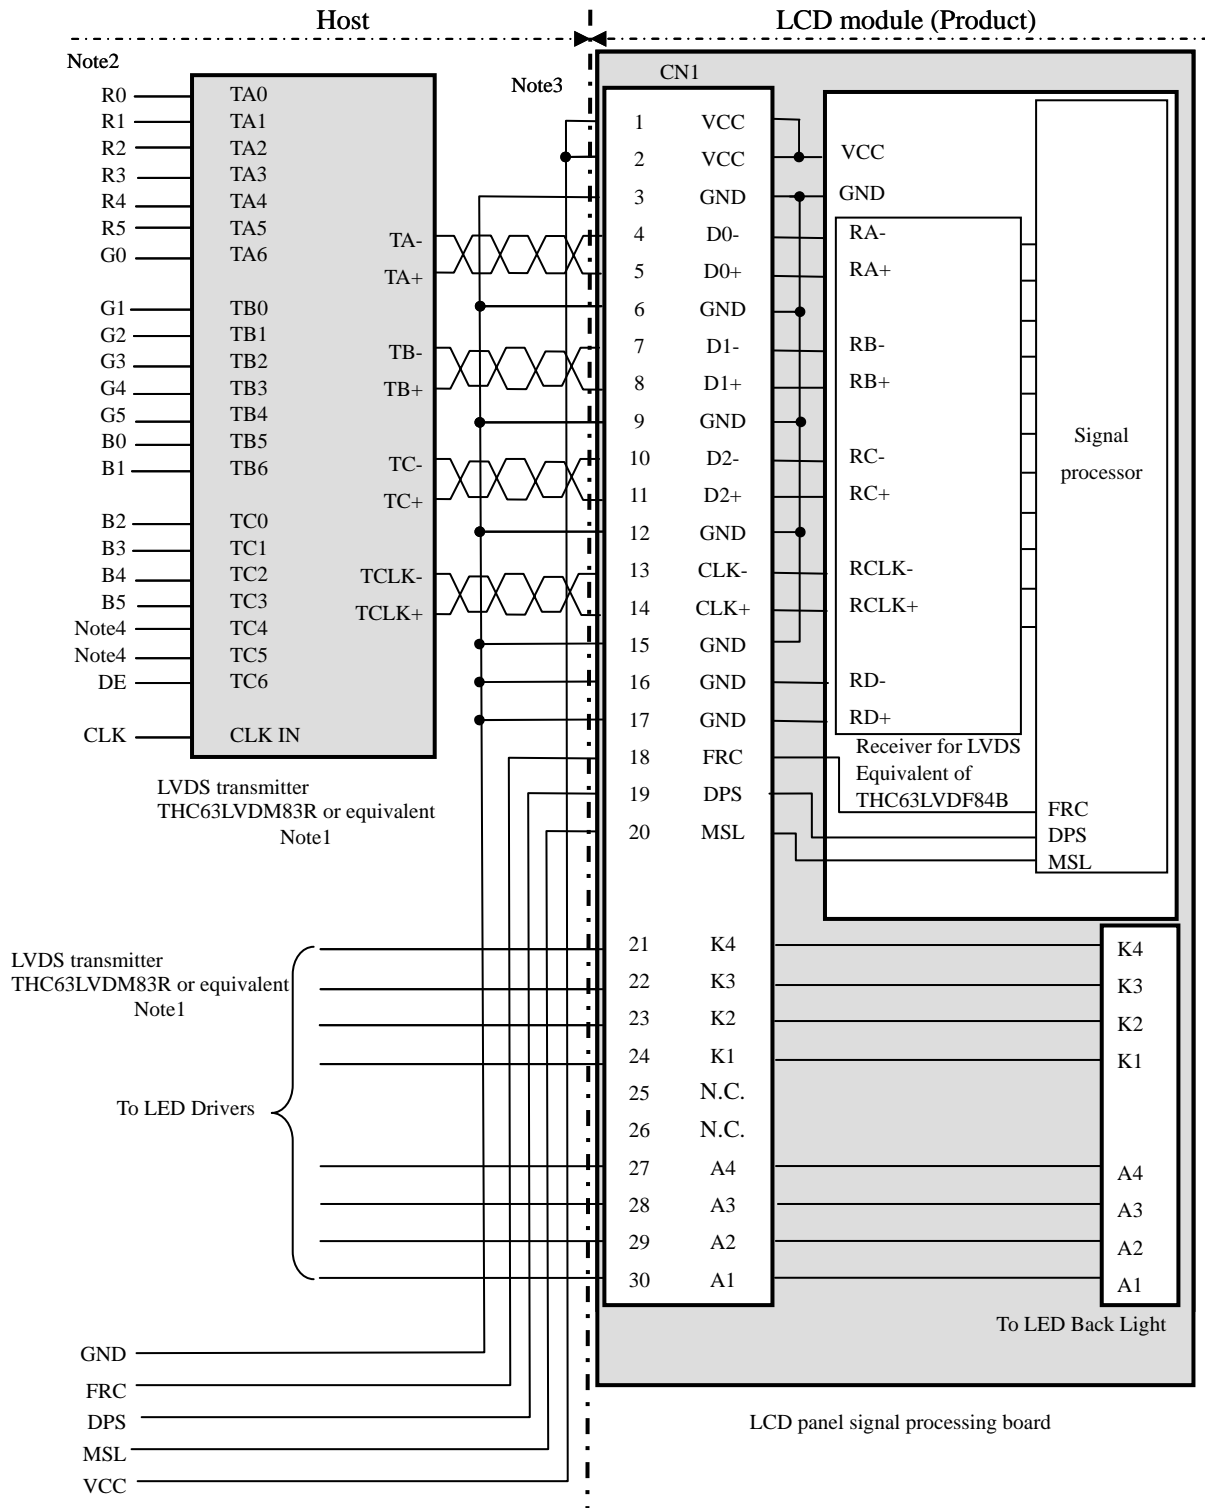 Host
LCD module (Product)
Note2
R0 TA0
R1 TA1
R2 TA2
R3 TA3
R4 TA4
R5 TA5
G0 TA6
G1 TB0
G2 TB1
G3 TB2
G4 TB3
G5 TB4
B0 TB5
B1 TB6
B2 TC0
B3 TC1
B4 TC2
B5 TC3
Note4 TC4
Note4 TC5
DE TC6
CLK CLK IN
TA-
TA+
TB-
TB+
TC-
TC+
TCLK-
TCLK+
LVDS transmitter
THC63LVDM83R or equivalent
Note1
Note3
CN1
1 VCC
2 VCC
3 GND
4 D0-
5 D0+
6 GND
7 D1-
8 D1+
9 GND
10 D2-
11 D2+
12 GND
13 CLK-
14 CLK+
15 GND
16 GND
17 GND
18 FRC
19 DPS
20 MSL
21 K4
22 K3
23 K2
24 K1
25 N.C.
26 N.C.
27 A4
28 A3
29 A2
30 A1
VCC
GND
RA-
RA+
RB-
RB+
RC-
RC+
RCLK-
RCLK+
RD-
RD+
Receiver for LVDS
Equivalent of
THC63LVDF84B
Signal
processor
FRC
DPS
MSL
K4
K3
K2
K1
A4
A3
A2
A1
To LED Back Light
LVDS transmitter
THC63LVDM83R or equivalent
Note1
To LED Drivers
GND
FRC
DPS
MSL
VCC
LCD panel signal processing board